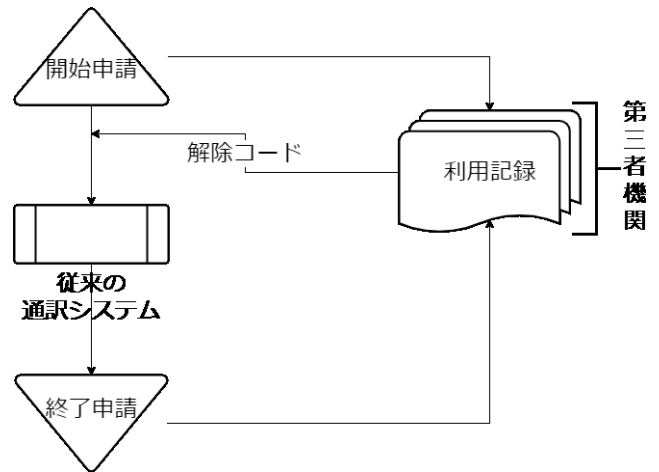 開始申請
解除コード
利用記録
第三者機関
従来の
通訳システム
終了申請